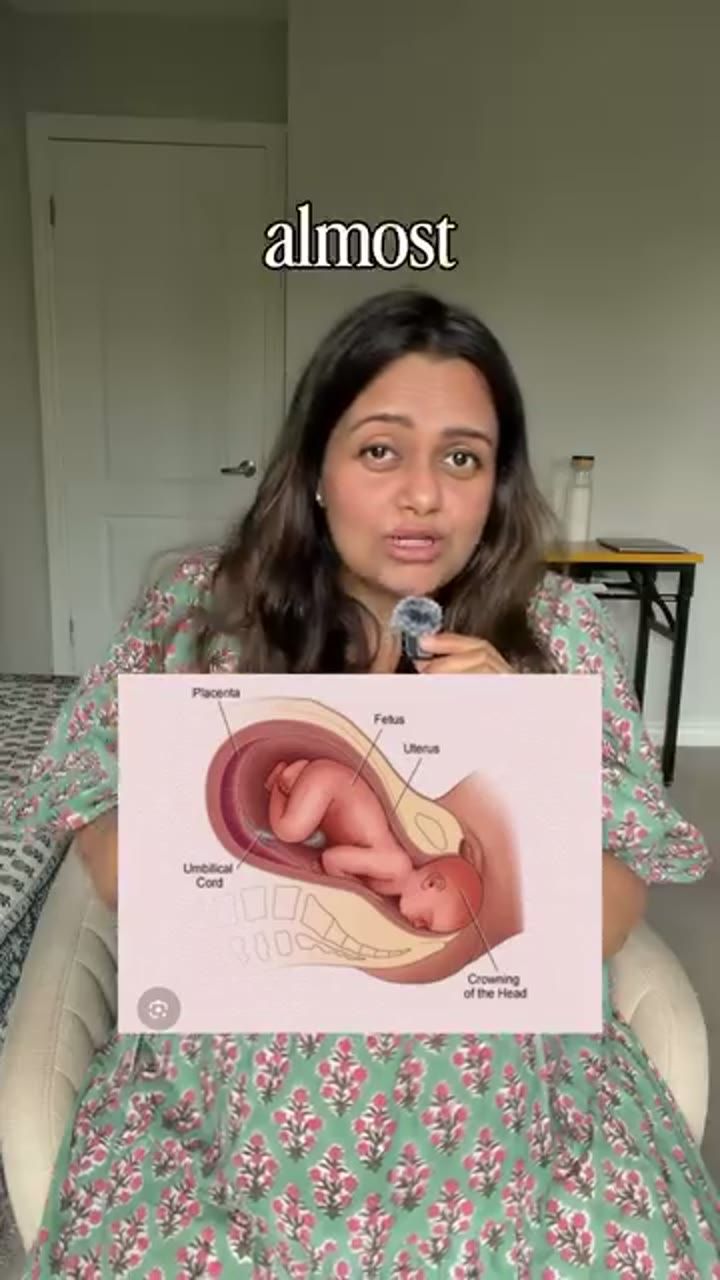 almost
Placenta
Fetus
Uterus
Umbilical
Cord
Crowning
of the Head